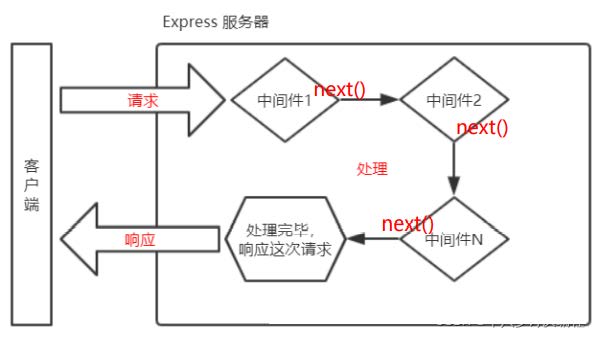 Express 服务器
客户端
请求
中间件1
next()
中间件2
next()
处理
中间件N
next()
处理完毕，
响应这次请求
响应